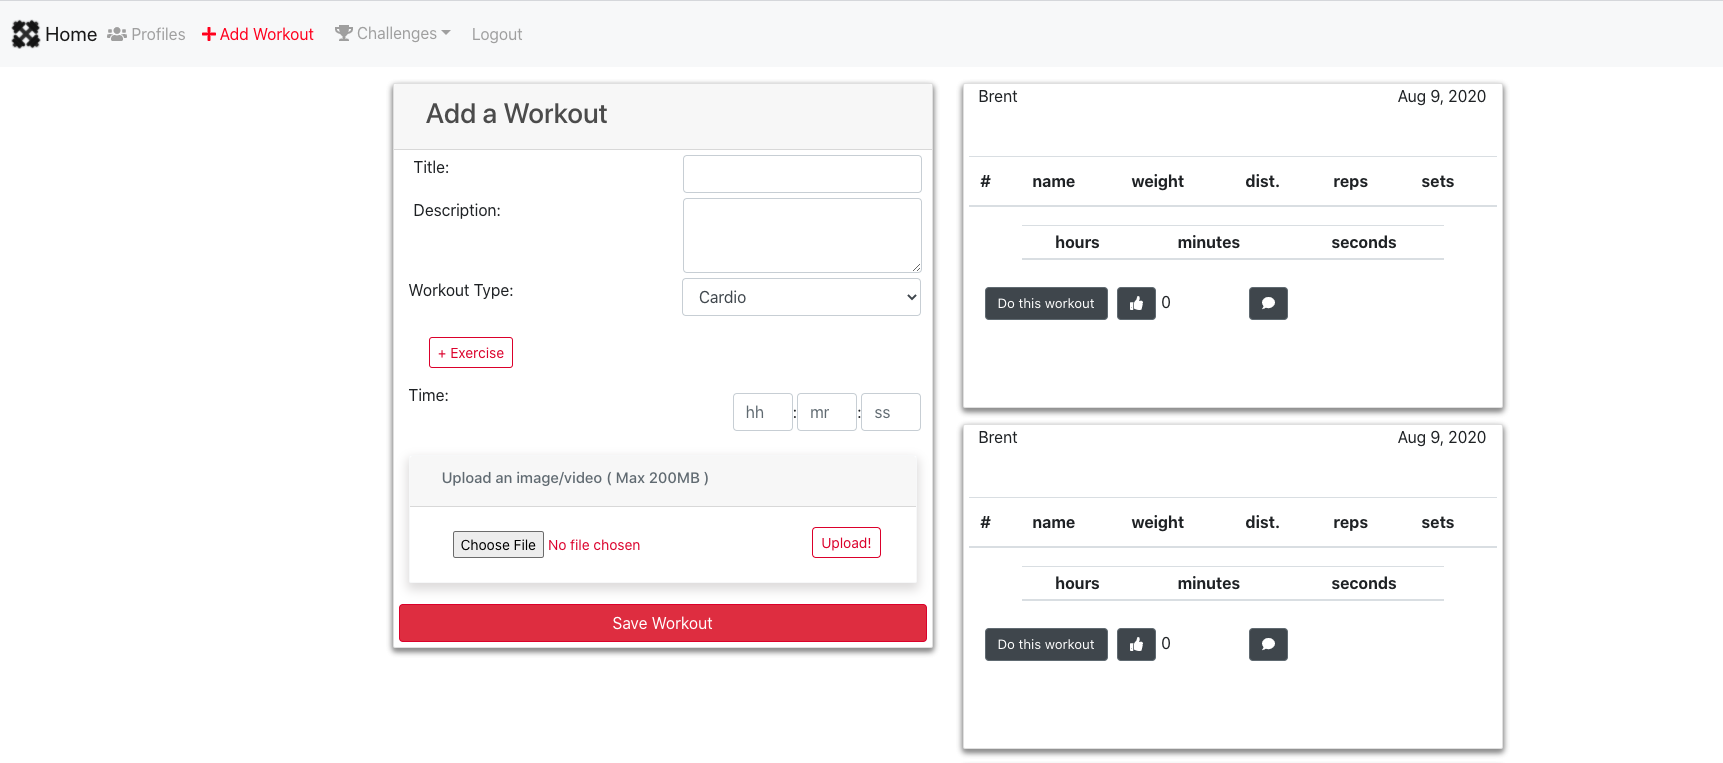 Home Profiles Add Workout Challenges Logout
Add a Workout
Title:
Description:
Workout Type: Cardio
+ Exercise
Time: hh : mr : ss
Upload an image/video ( Max 200MB )
Choose File No file chosen Upload!
Save Workout
Brent Aug 9, 2020
# name weight dist. reps sets
hours minutes seconds
Do this workout 0
Brent Aug 9, 2020
# name weight dist. reps sets
hours minutes seconds
Do this workout 0